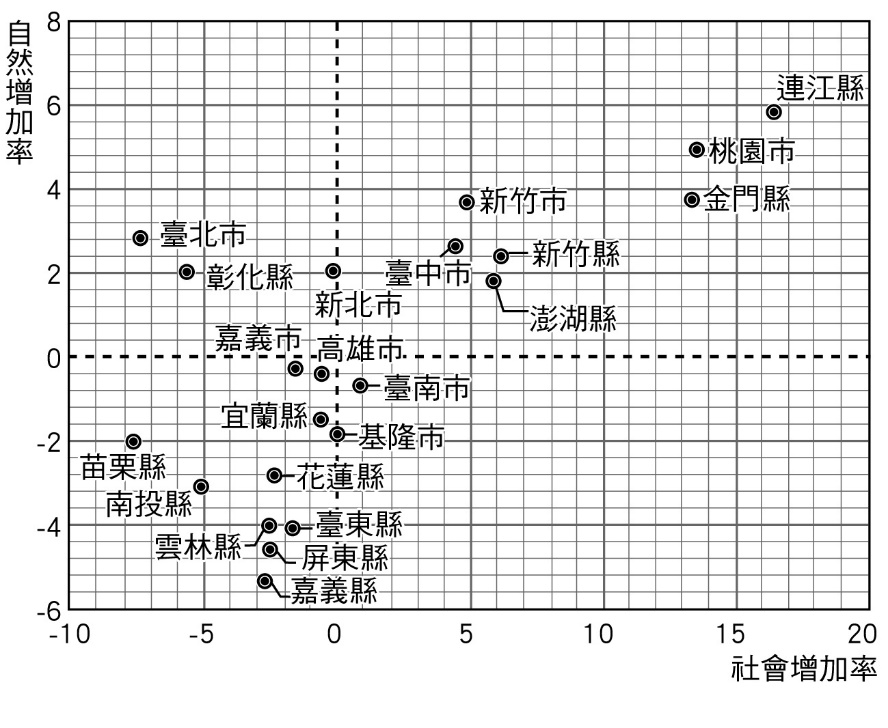 自然增加率
8
6
4
2
0
-2
-4
-6
連江縣
桃園市
金門縣
新竹市
臺北市
臺中市
新竹縣
彰化縣
新北市
澎湖縣
嘉義市
高雄市
臺南市
宜蘭縣
基隆市
苗栗縣
花蓮縣
南投縣
臺東縣
雲林縣
屏東縣
嘉義縣
-10 -5 0 5 10 15 20
社會增加率